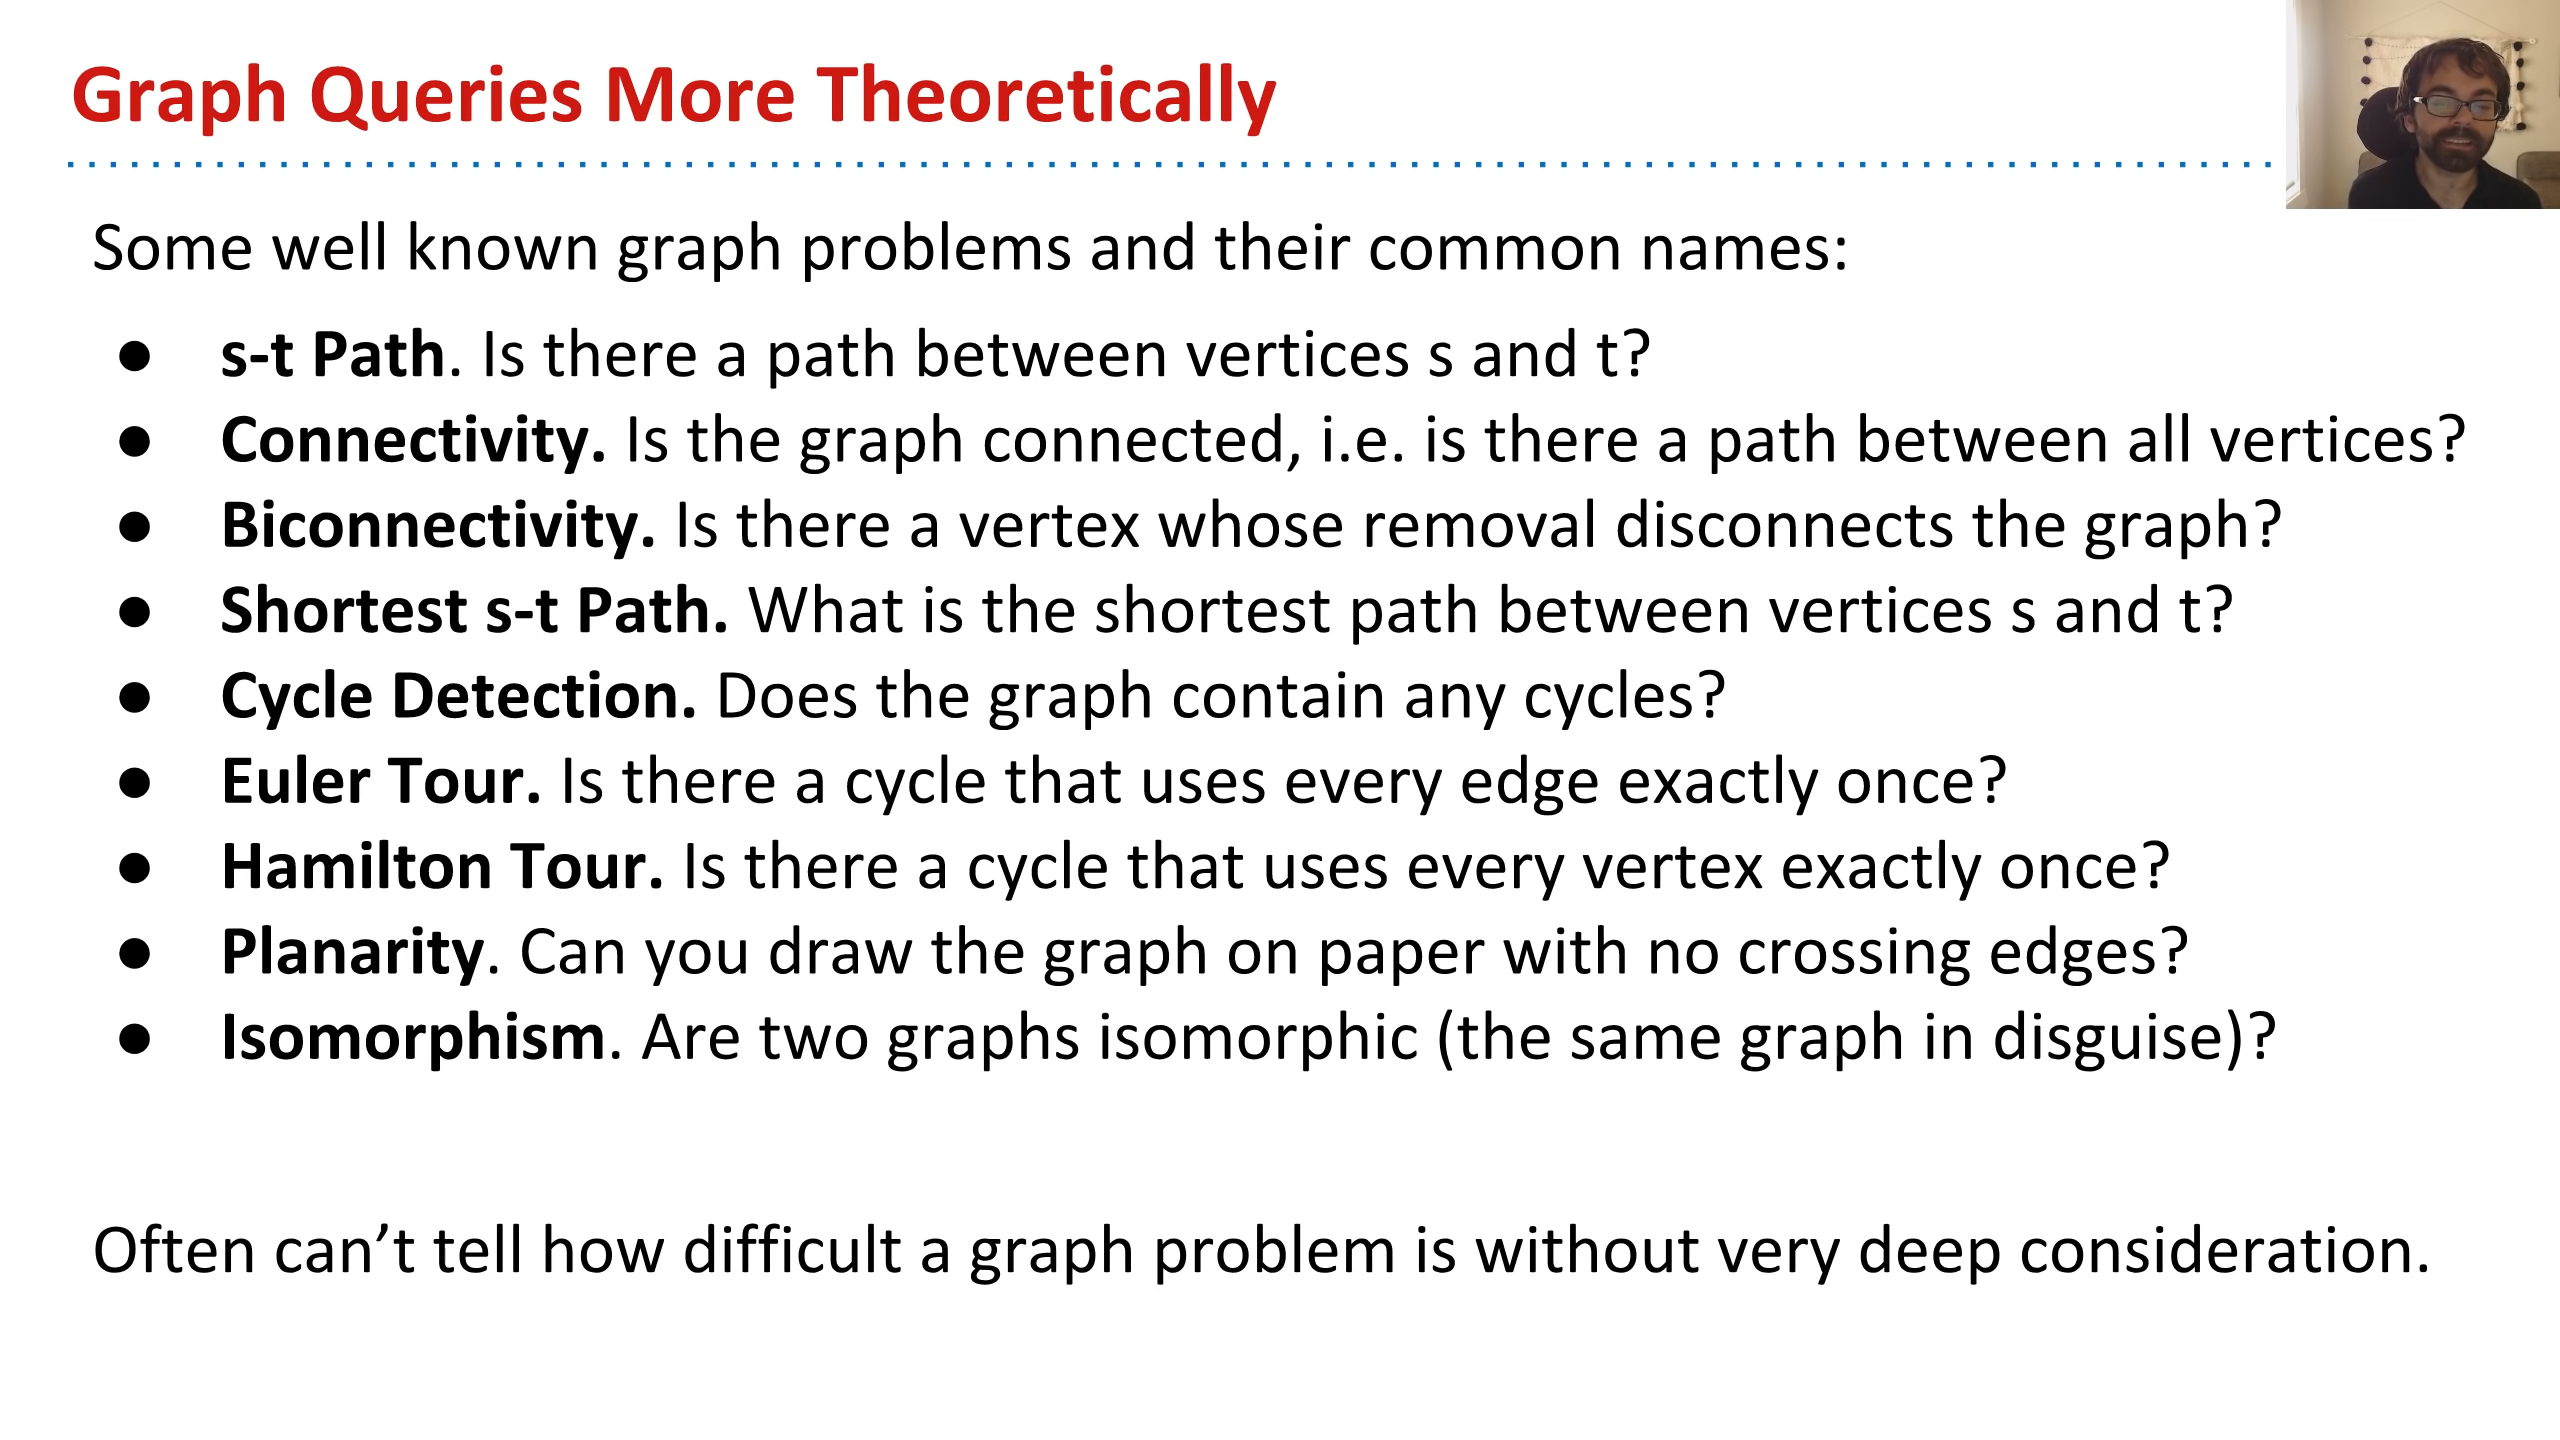 Graph Queries More Theoretically
Some well known graph problems and their common names:
● s-t Path. Is there a path between vertices s and t?
● Connectivity. Is the graph connected, i.e. is there a path between all vertices?
● Biconnectivity. Is there a vertex whose removal disconnects the graph?
● Shortest s-t Path. What is the shortest path between vertices s and t?
● Cycle Detection. Does the graph contain any cycles?
● Euler Tour. Is there a cycle that uses every edge exactly once?
● Hamilton Tour. Is there a cycle that uses every vertex exactly once?
● Planarity. Can you draw the graph on paper with no crossing edges?
● Isomorphism. Are two graphs isomorphic (the same graph in disguise)?
Often can’t tell how difficult a graph problem is without very deep consideration.